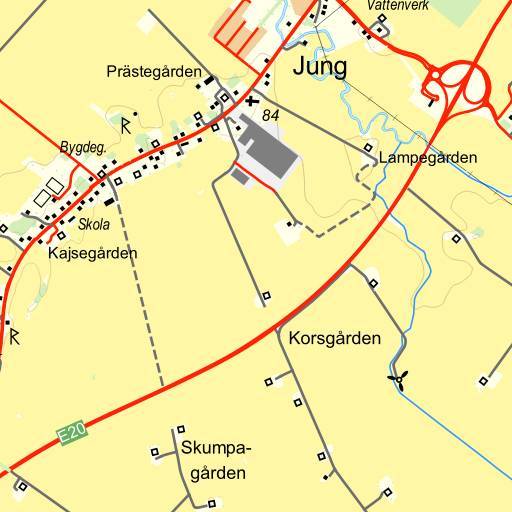 Vattenverk
Jung
Prästegården
84
Bygdeg.
Lampegården
Skola
Kajsegården
Korsgården
E20
Skumpa-
gården